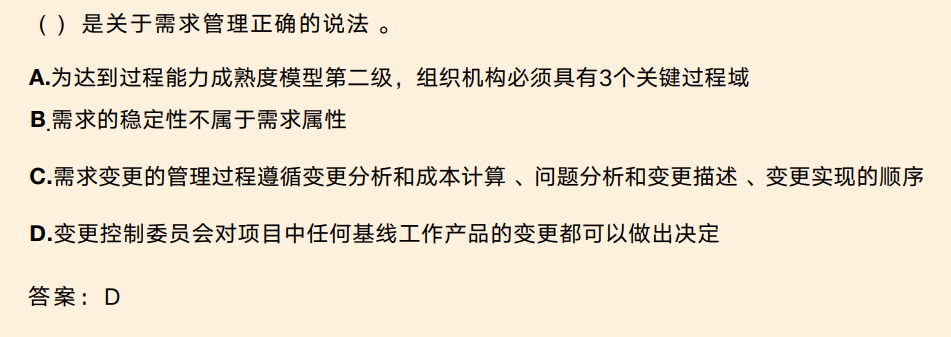 （ ）是关于需求管理正确的说法 。
A.为达到过程能力成熟度模型第二级，组织机构必须具有3个关键过程域
B.需求的稳定性不属于需求属性
C.需求变更的管理过程遵循变更分析和成本计算 、问题分析和变更描述 、变更实现的顺序
D.变更控制委员会对项目中任何基线工作产品的变更都可以做出决定
答案：D